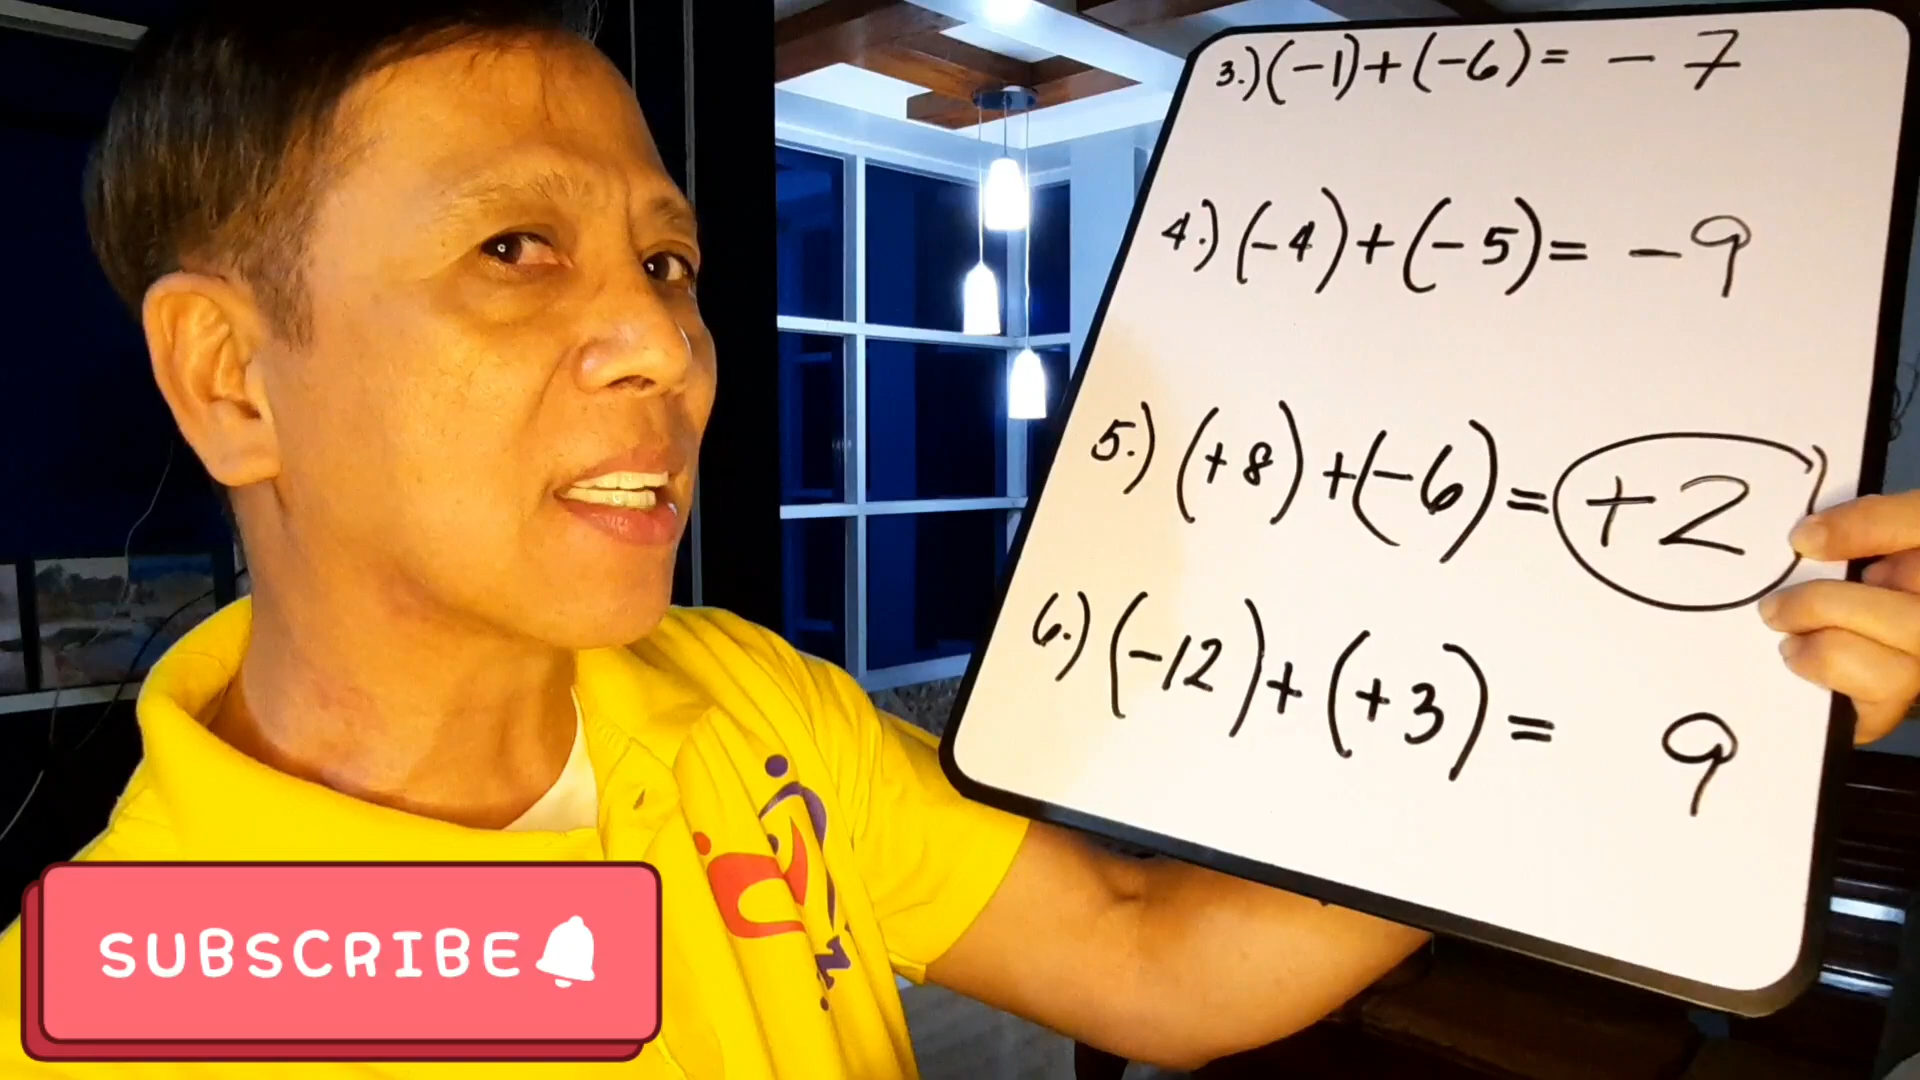 3.) (-1)+(-6)= -7
4.) (-4)+(-5)= -9
5.) (+8)+(-6)= +2
6.) (-12)+(+3)= 9
SUBSCRIBE